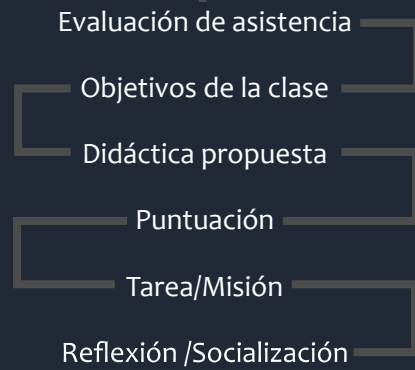 Evaluación de asistencia
Objetivos de la clase
Didáctica propuesta
Puntuación
Tarea/Misión
Reflexión /Socialización